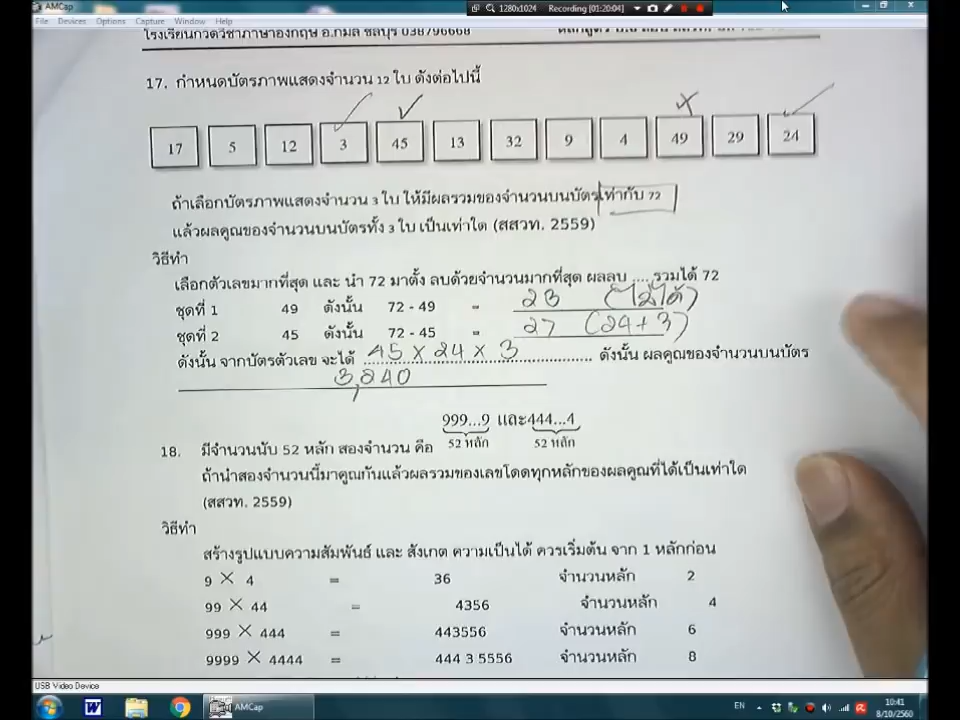 AMCap
1280x1024 Recording (01:20:04)
File Devices Options Capture Window Help
โรงเรียนกวดวิชาภาษาอังกฤษ อ.กมล ชลบุรี 038796668
17. กำหนดบัตรภาพแสดงจำนวน 12 ใบ ดังต่อไปนี้
17 5 12 3 45 13 32 9 4 49 29 24
ถ้าเลือกบัตรภาพแสดงจำนวน 3 ใบ ให้มีผลรวมของจำนวนบนบัตรเท่ากับ 72
แล้วผลคูณของจำนวนบนบัตรทั้ง 3 ใบ เป็นเท่าใด (สสวท. 2559)
วิธีทำ
เลือกตัวเลขมากที่สุด และ นำ 72 มาตั้ง ลบด้วยจำนวนมากที่สุด ผลลบ .... รวมได้ 72
ชุดที่ 1 49 ดังนั้น 72 - 49 = 23 (ไม่ได้)
ชุดที่ 2 45 ดังนั้น 72 - 45 = 27 (24+3)
ดังนั้น จากบัตรตัวเลข จะได้ 45 × 24 × 3 ดังนั้น ผลคูณของจำนวนบนบัตร
3,240
999...9 และ 444...4
18. มีจำนวนนับ 52 หลัก สองจำนวน คือ 52 หลัก 52 หลัก
ถ้านำสองจำนวนนี้มาคูณกันแล้วผลรวมของเลขโดดทุกหลักของผลคูณที่ได้เป็นเท่าใด
(สสวท. 2559)
วิธีทำ
สร้างรูปแบบความสัมพันธ์ และ สังเกต ความเป็นได้ ควรเริ่มต้น จาก 1 หลักก่อน
9 × 4 = 36 จำนวนหลัก 2
99 × 44 = 4356 จำนวนหลัก 4
999 × 444 = 443556 จำนวนหลัก 6
9999 × 4444 = 444 3 5556 จำนวนหลัก 8
USB Video Device
AMCap
EN
10:41
8/10/2560